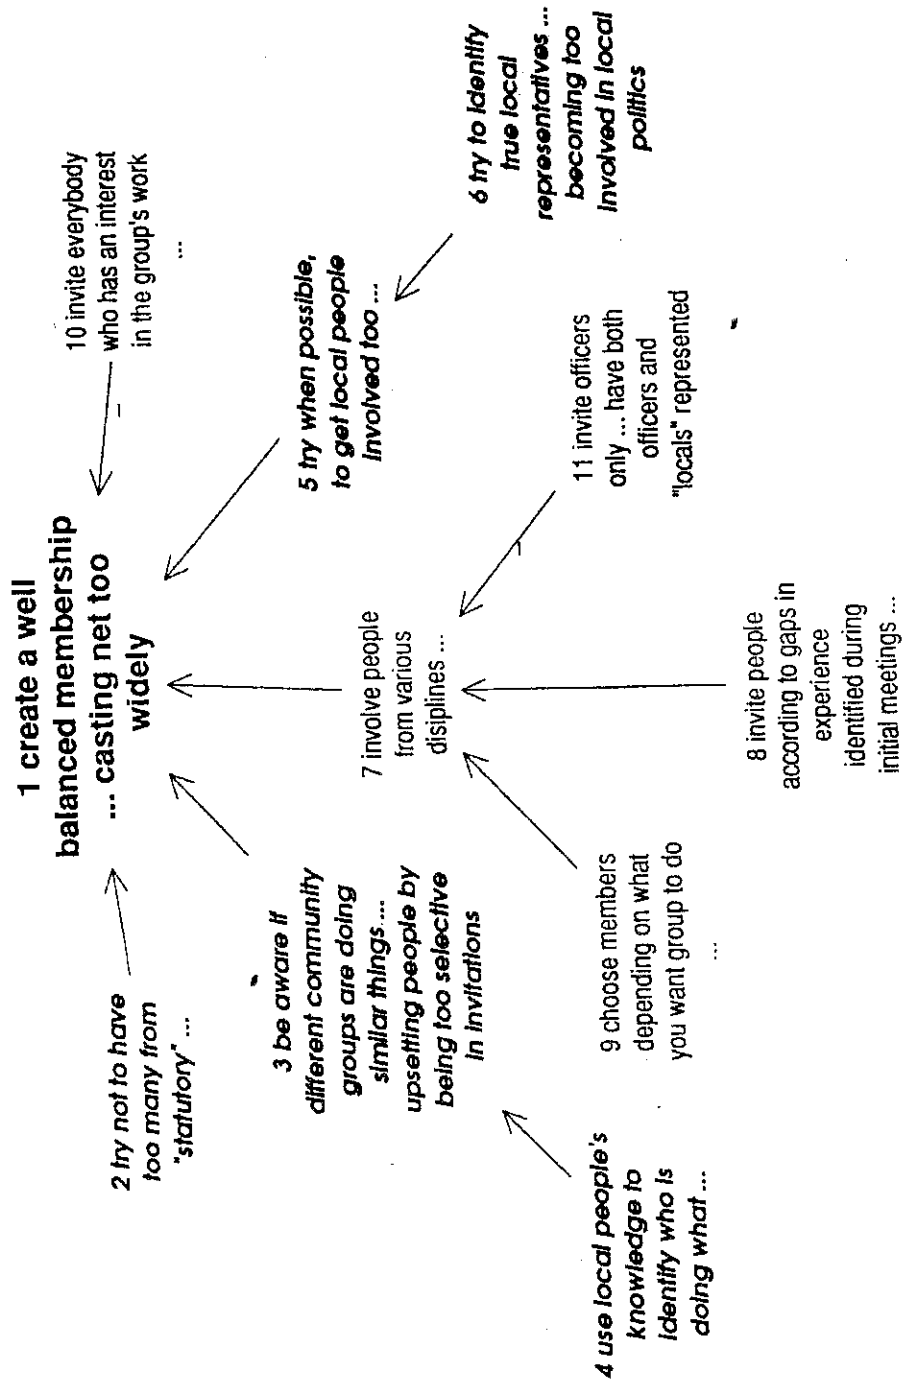 1 create a well
balanced membership
... casting net too
widely
2 try not to have
too many from
"statutory" ...
10 invite everybody
who has an interest
in the group's work
...
3 be aware if
different community
groups are doing
similar things ...
upsetting people by
being too selective
in invitations
7 involve people
from various
disiplines ...
5 try when possible,
to get local people
involved too ...
6 try to identify
true local
representatives ...
becoming too
involved in local
politics
4 use local people's
knowledge to
identify who is
doing what ...
9 choose members
depending on what
you want group to do
...
8 invite people
according to gaps in
experience
identified during
initial meetings ...
11 invite officers
only ... have both
officers and
"locals" represented